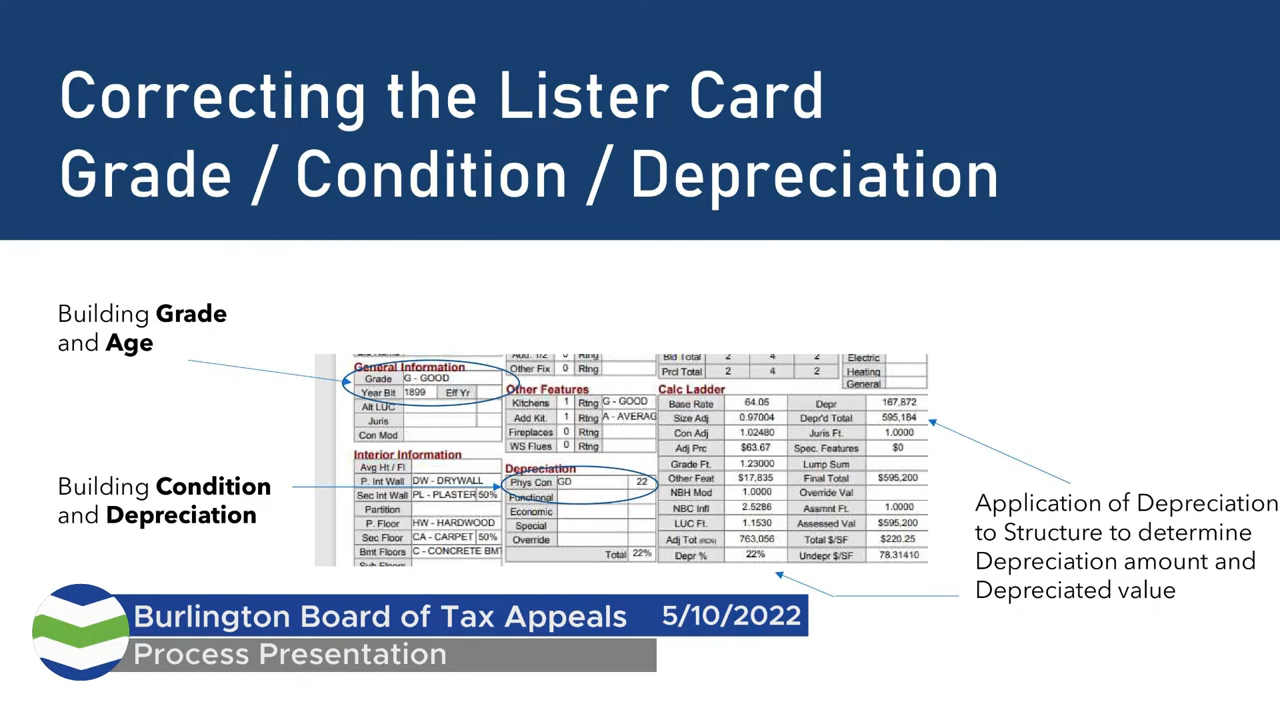 Correcting the Lister Card
Grade / Condition / Depreciation
Building Grade
and Age
Building Condition
and Depreciation
General Information
Grade G - GOOD
Year Blt 1899 Eff Yr
Alt LUC
Juris
Con Mod
Interior Information
Avg Ht / Fl
P. Int Wall DW - DRYWALL
Sec Int Wall PL - PLASTER 50%
Partition
P. Floor HW - HARDWOOD
Sec Floor CA - CARPET 50%
Bmt Floors C - CONCRETE BMT
Add. 1/2 0 Rtng
Other Fix 0 Rtng
Other Features
Kitchens 1 Rtng G - GOOD
Add Kit. 1 Rtng A - AVERAG
Fireplaces 0 Rtng
WS Flues 0 Rtng
Depreciation
Phys Con GD 22
Functional
Economic
Special
Override
Total 22%
Bld Total 2 4 2 Electric
Prcl Total 2 4 2 Heating
General
Calc Ladder
Base Rate 64.05 Depr 167,872
Size Adj 0.97004 Depr'd Total 595,184
Con Adj 1.02480 Juris Ft. 1.0000
Adj Prc $63.67 Spec. Features $0
Grade Ft. 1.23000 Lump Sum
Other Feat $17,835 Final Total $595,200
NBH Mod 1.0000 Override Val
NBC Infl 2.5286 Assmnt Ft. 1.0000
LUC Ft. 1.1530 Assessed Val $595,200
Adj Tot (RCN) 763,056 Total $/SF $220.25
Depr % 22% Undepr $/SF 78.31410
Application of Depreciation
to Structure to determine
Depreciation amount and
Depreciated value
Burlington Board of Tax Appeals 5/10/2022
Process Presentation